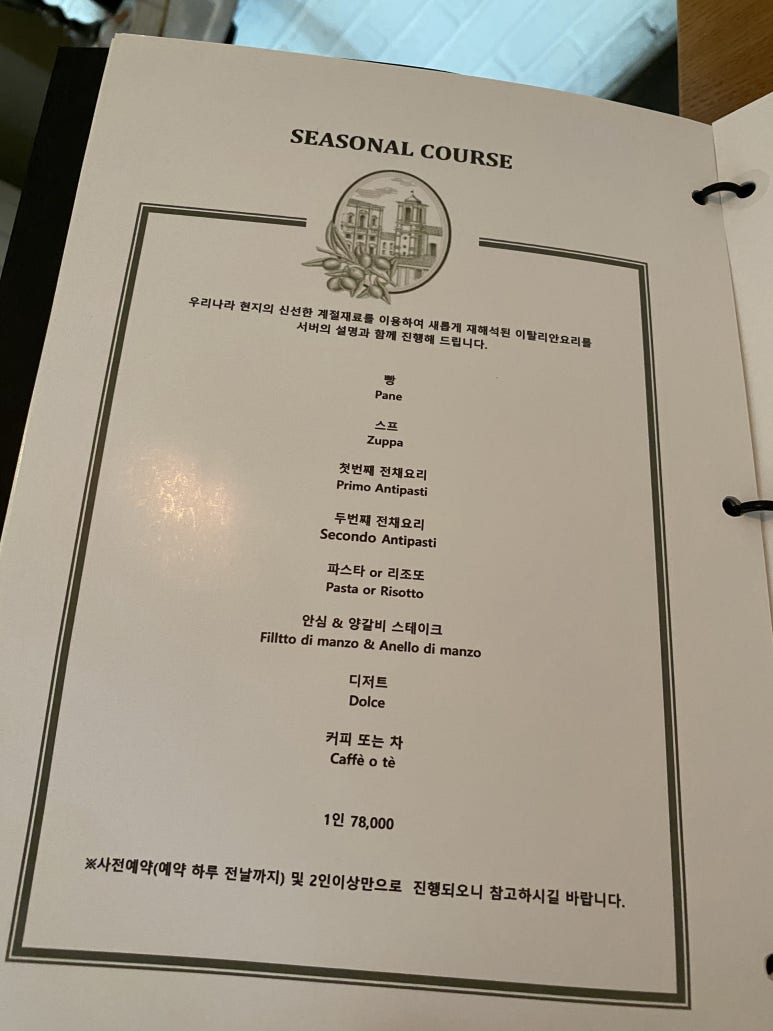 SEASONAL COURSE
우리나라 현지의 신선한 계절재료를 이용하여 새롭게 재해석된 이탈리안요리를
서버의 설명과 함께 진행해 드립니다.
빵
Pane
스프
Zuppa
첫번째 전채요리
Primo Antipasti
두번째 전채요리
Secondo Antipasti
파스타 or 리조또
Pasta or Risotto
안심 & 양갈비 스테이크
Filltto di manzo & Anello di manzo
디저트
Dolce
커피 또는 차
Caffè o tè
1인 78,000
※사전예약(예약 하루 전날까지) 및 2인이상만으로 진행되오니 참고하시길 바랍니다.